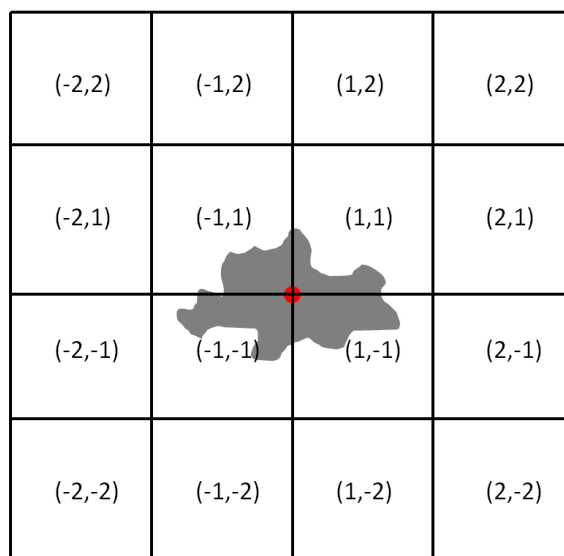 (-2,2) (-1,2) (1,2) (2,2)
(-2,1) (-1,1) (1,1) (2,1)
(-2,-1) (-1,-1) (1,-1) (2,-1)
(-2,-2) (-1,-2) (1,-2) (2,-2)